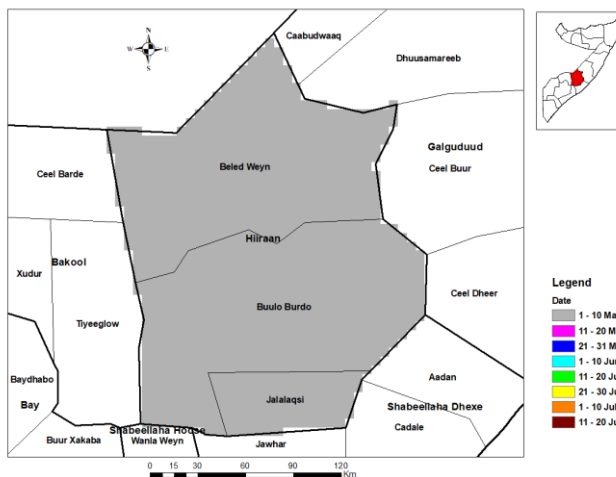 N
W E
S
Caabudwaaq
Dhuusamareeb
Galguduud
Ceel Buur
Ceel Barde
Beled Weyn
Hiiraan
Xudur
Bakool
Tiyeeglow
Buulo Burdo
Ceel Dheer
Baydhabo
Bay
Jalalaqsi
Aadan
Shabeellaha Dhexe
Cadale
Shabeellaha Hoose
Buur Xakaba
Wanla Weyn
Jawhar
0 15 30 60 90 120
Km
Legend
Date
1 - 10 Ma
11 - 20 M
21 - 31 M
1 - 10 Jun
11 - 20 Ju
21 - 30 Ju
1 - 10 Jul
11 - 20 Ju